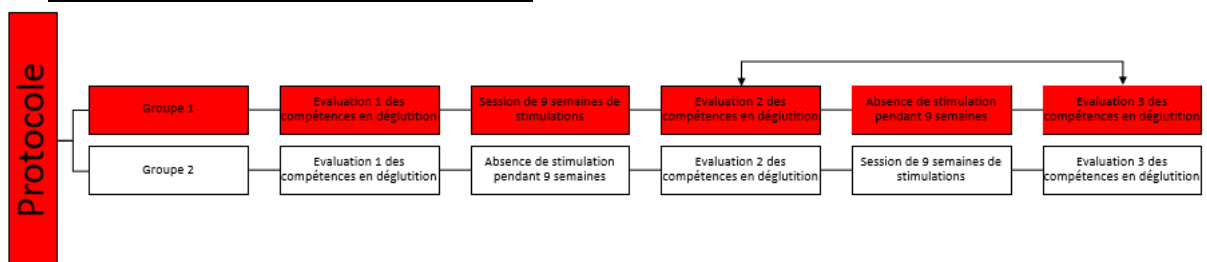 Protocole
Groupe 1
Evaluation 1 des
compétences en déglutition
Session de 9 semaines de
stimulations
Evaluation 2 des
compétences en déglutition
Absence de stimulation
pendant 9 semaines
Evaluation 3 des
compétences en déglutition
Groupe 2
Evaluation 1 des
compétences en déglutition
Absence de stimulation
pendant 9 semaines
Evaluation 2 des
compétences en déglutition
Session de 9 semaines de
stimulations
Evaluation 3 des
compétences en déglutition